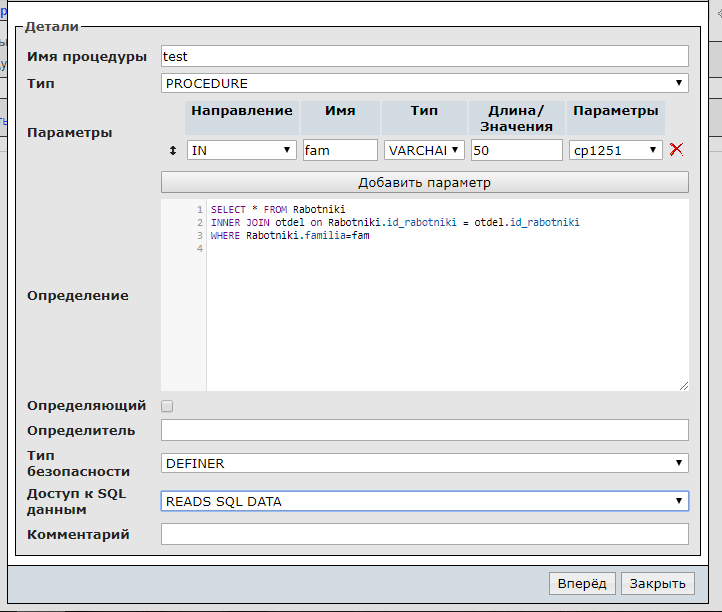 Детали
Имя процедуры test
Тип PROCEDURE
Параметры
Направление Имя Тип Длина/Значения Параметры
IN fam VARCHAI 50 cp1251
Добавить параметр
Определение
1 SELECT * FROM Rabotniki
2 INNER JOIN otdel on Rabotniki.id_rabotniki = otdel.id_rabotniki
3 WHERE Rabotniki.familia=fam
4
Определяющий
Определитель
Тип безопасности DEFINER
Доступ к SQL данным READS SQL DATA
Комментарий
Вперёд Закрыть